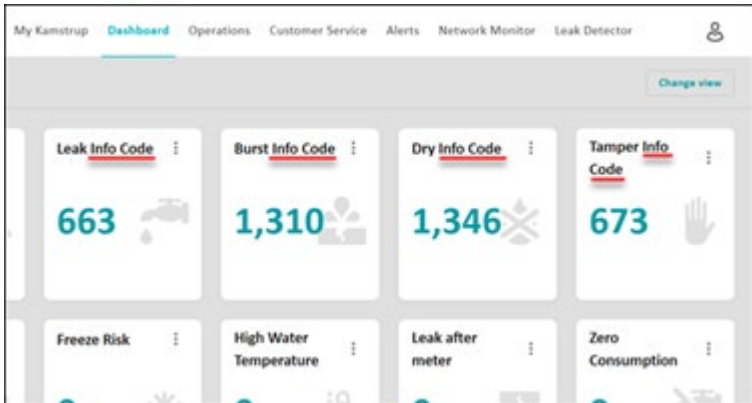 My Kamstrup Dashboard Operations Customer Service Alerts Network Monitor Leak Detector
Change view
Leak Info Code
Burst Info Code
Dry Info Code
Tamper Info
Code
663
1,310
1,346
673
Freeze Risk
High Water
Temperature
Leak after
meter
Zero
Consumption